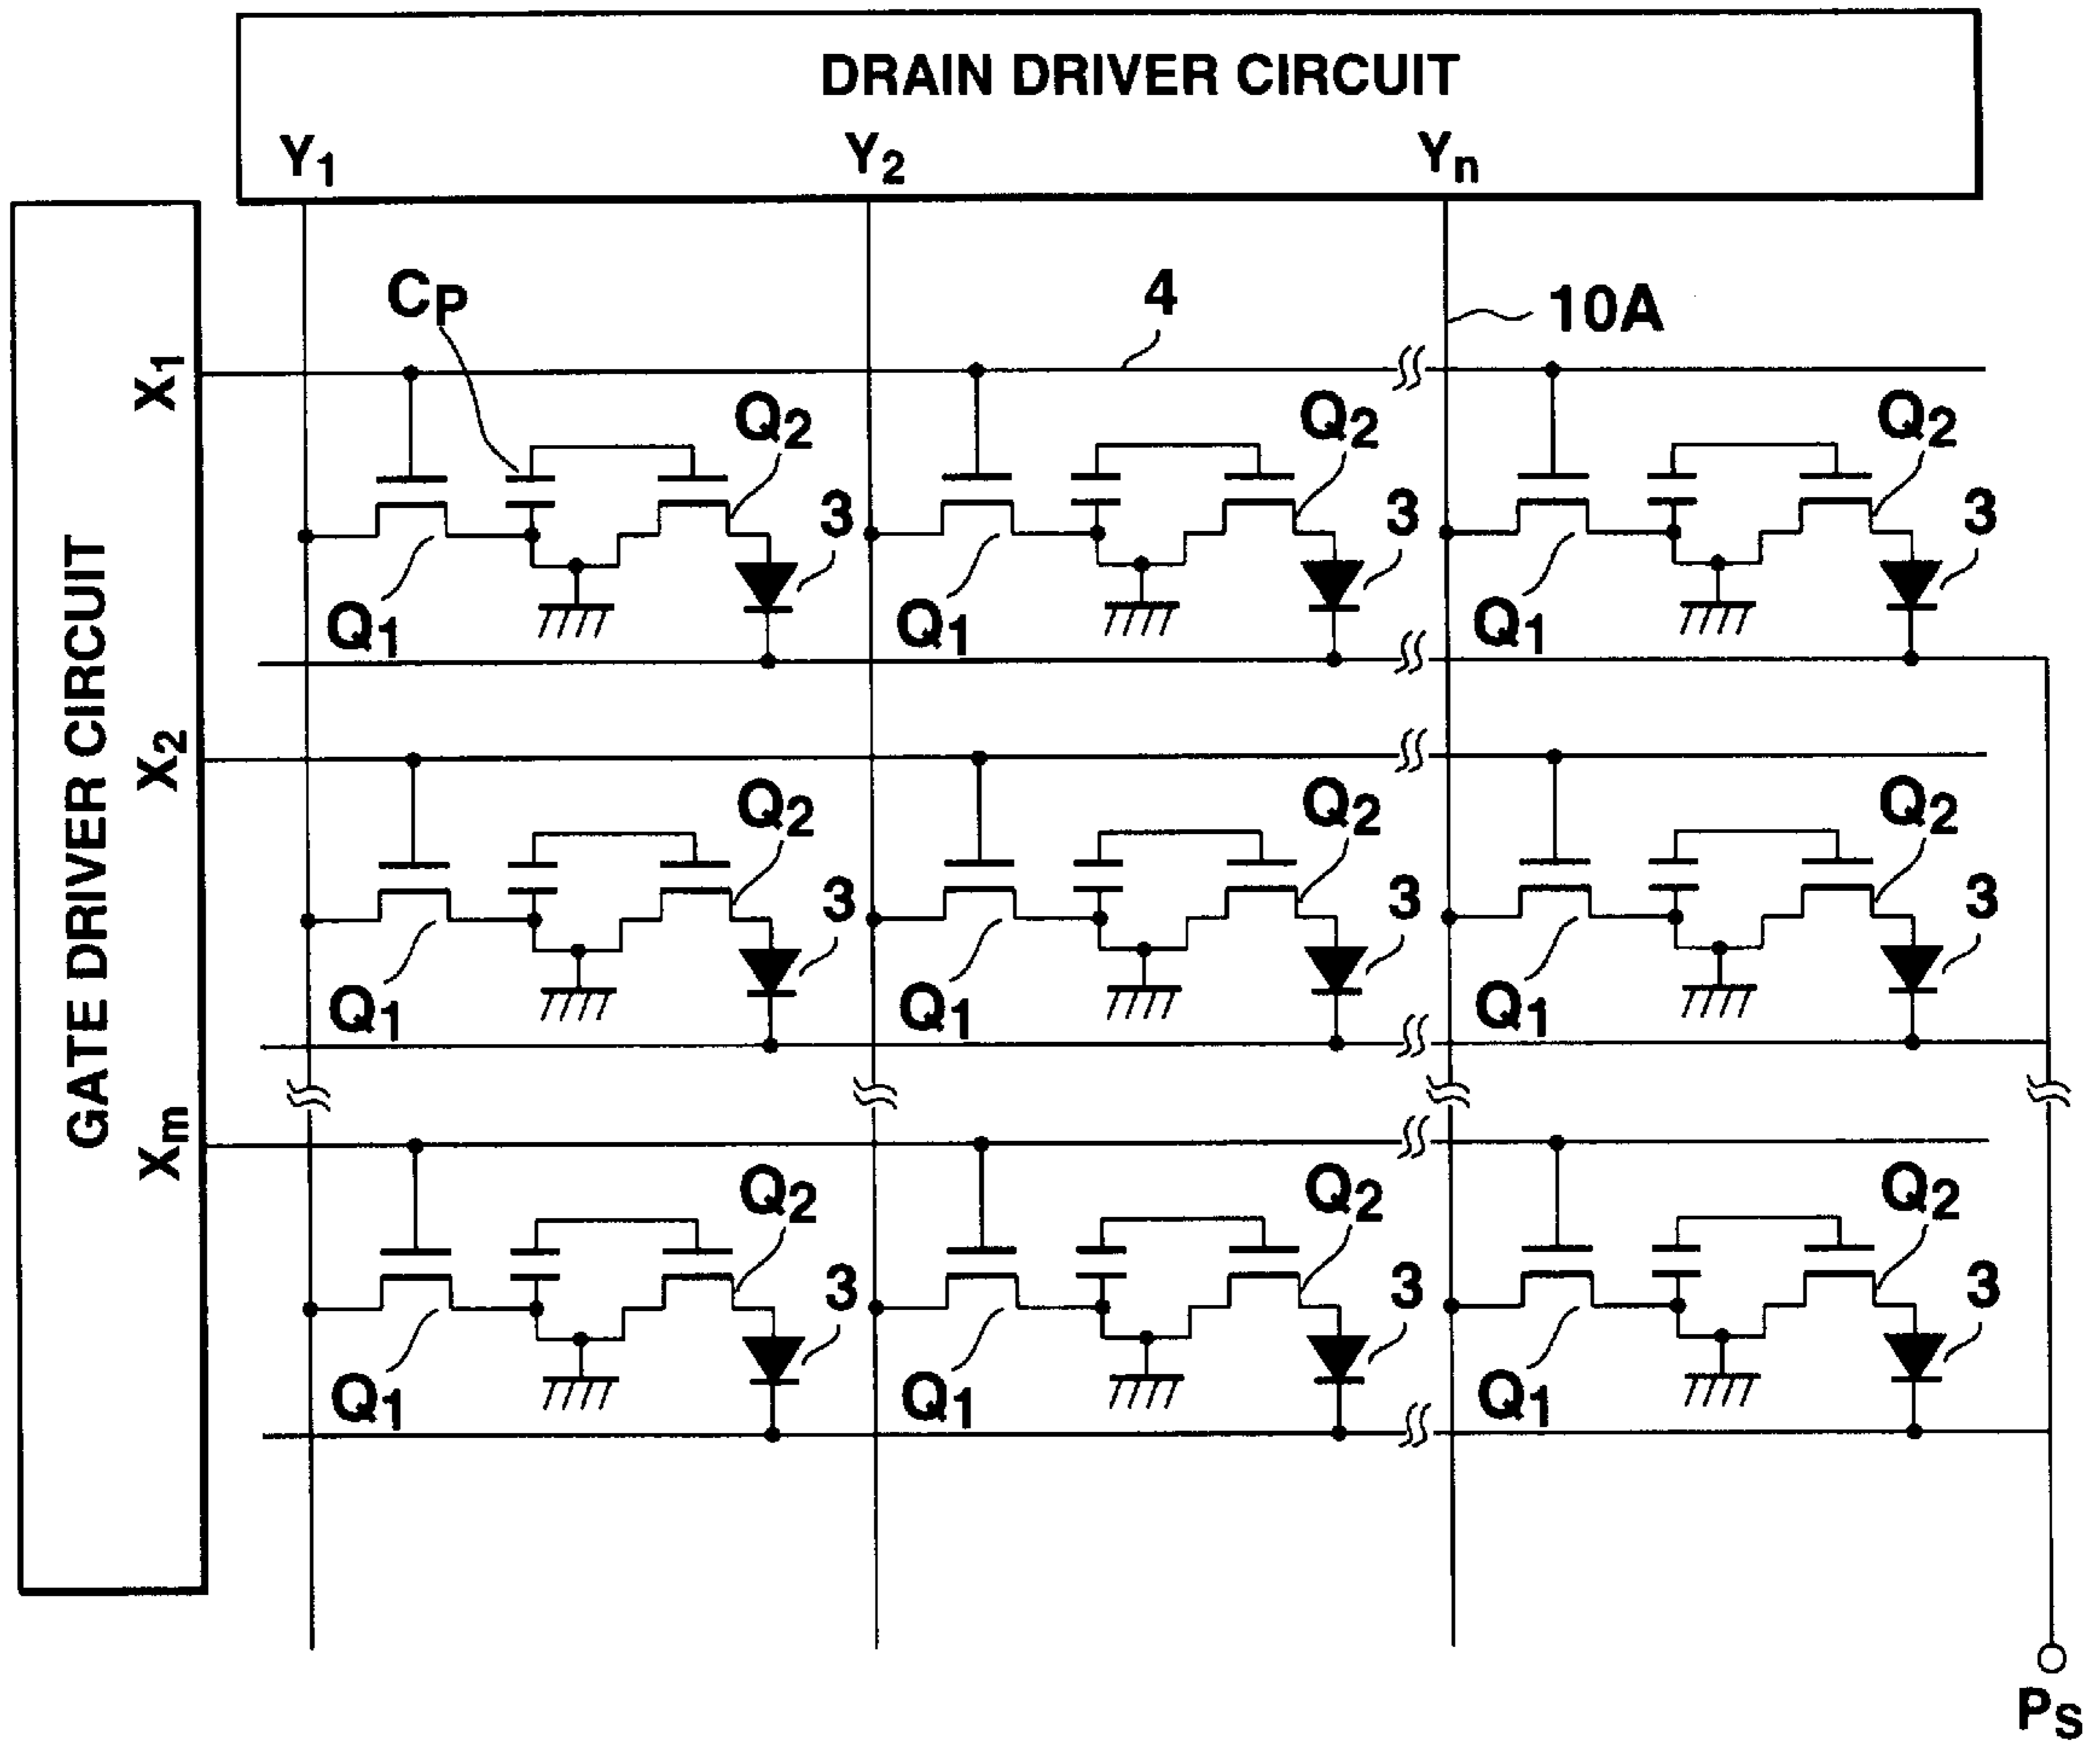 DRAIN DRIVER CIRCUIT
Y1 Y2 Yn
GATE DRIVER CIRCUIT
CP 4 10A
X1
Q2 Q2 Q2
3 3 3
Q1 Q1 Q1
X2
Q2 Q2 Q2
3 3 3
Q1 Q1 Q1
Xm
Q2 Q2 Q2
3 3 3
Q1 Q1 Q1
PS